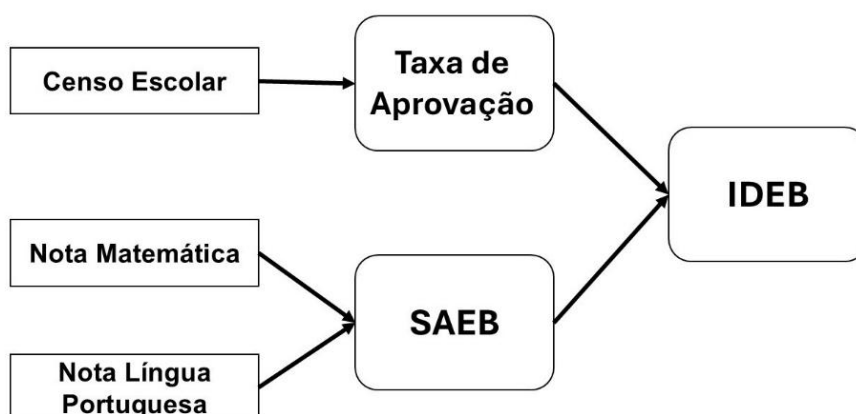 Censo Escolar
Taxa de
Aprovação
IDEB
Nota Matemática
SAEB
Nota Língua
Portuguesa